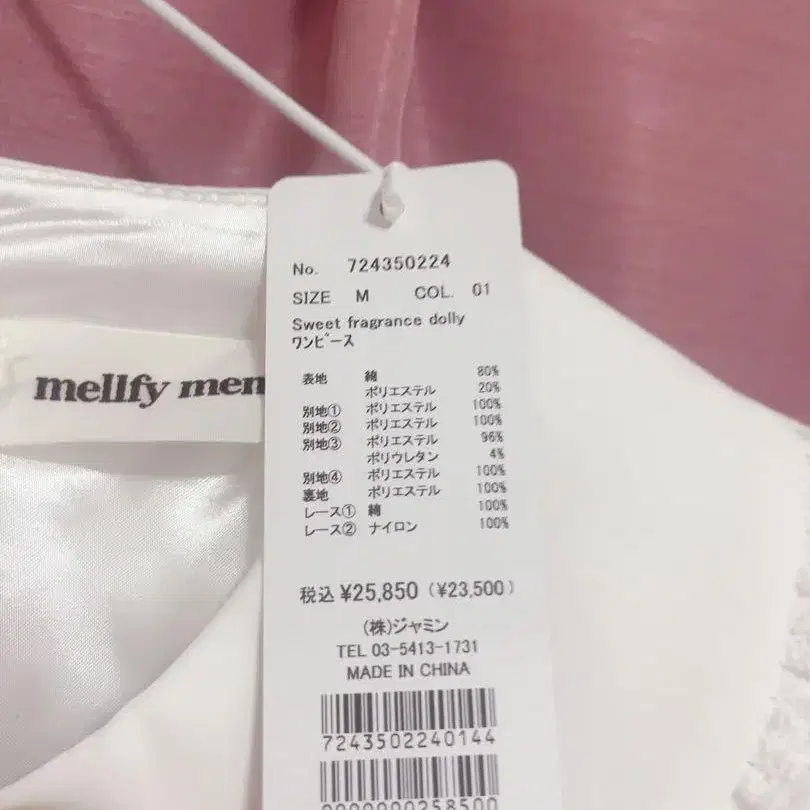 No. 724350224
SIZE M COL. 01
Sweet fragrance dolly
ワンピース
mellfy men
表地 綿 80%
ポリエステル 20%
別地① ポリエステル 100%
別地② ポリエステル 100%
別地③ ポリエステル 96%
ポリウレタン 4%
別地④ ポリエステル 100%
裏地 ポリエステル 100%
レース① 綿 100%
レース② ナイロン 100%
税込 ¥25,850 (¥23,500)
(株)ジャミン
TEL 03-5413-1731
MADE IN CHINA
7243502240144